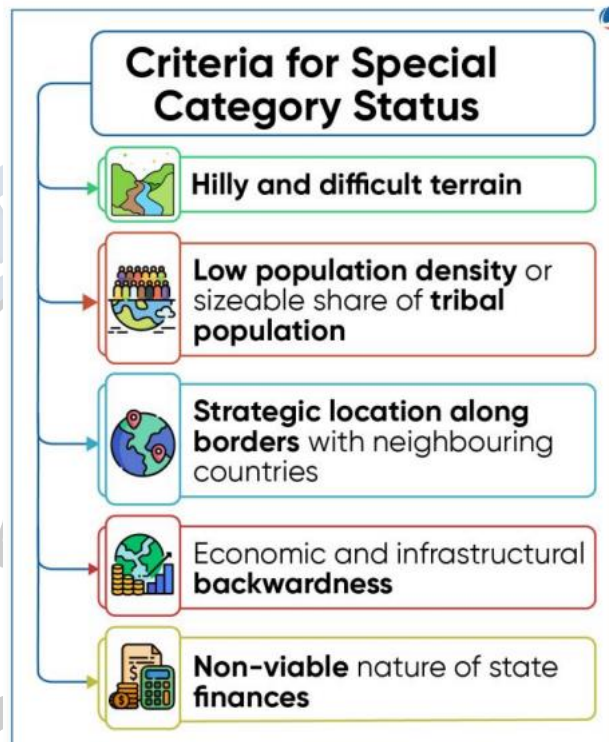 Criteria for Special
Category Status
Hilly and difficult terrain
Low population density or
sizeable share of tribal
population
Strategic location along
borders with neighbouring
countries
Economic and infrastructural
backwardness
Non-viable nature of state
finances